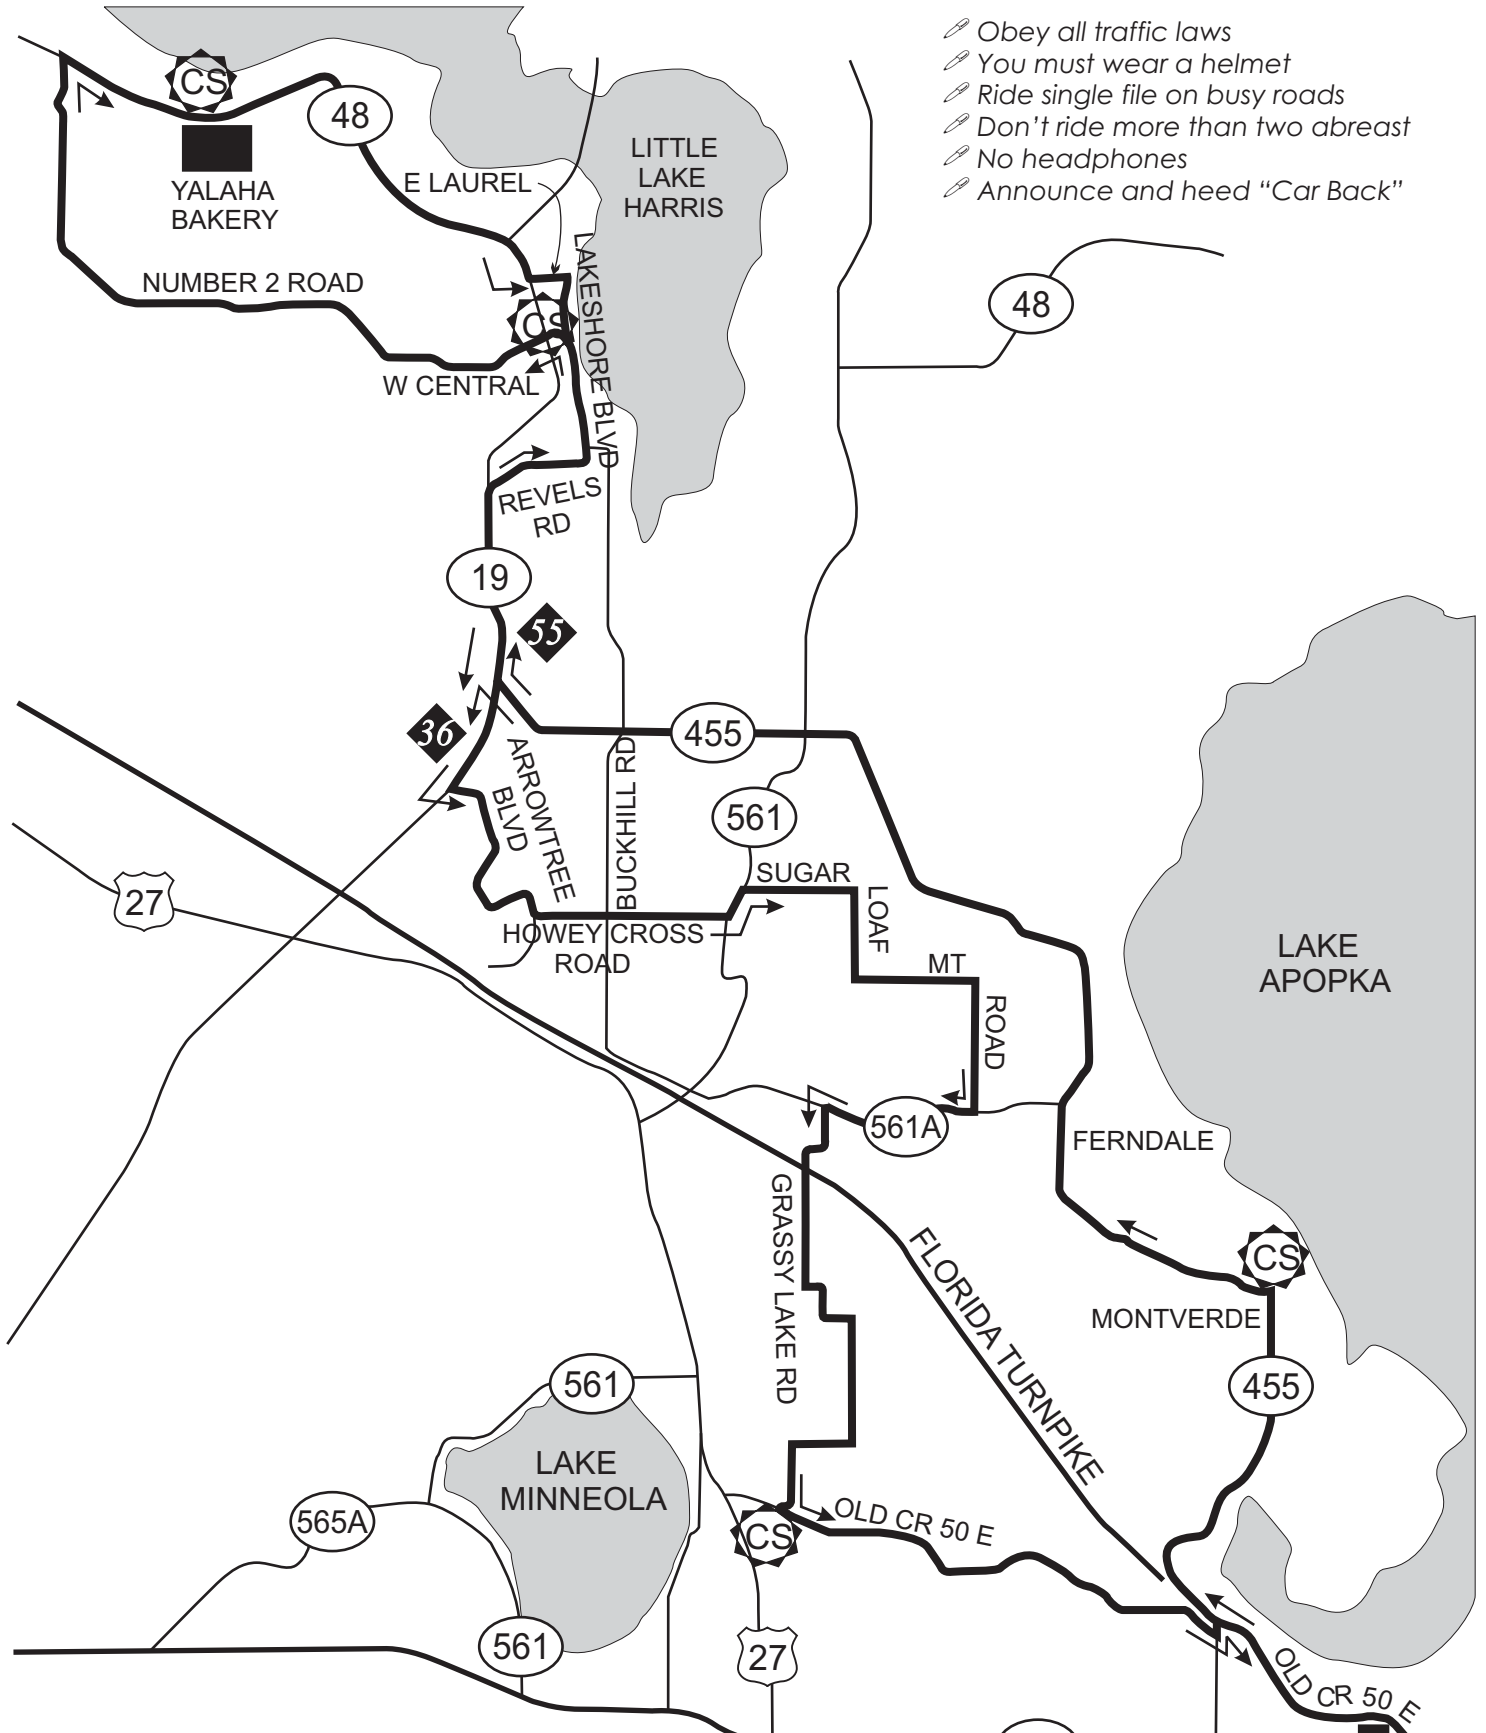 Obey all traffic laws
You must wear a helmet
Ride single file on busy roads
Don't ride more than two abreast
No headphones
Announce and heed “Car Back”
CS
48
YALAHA
BAKERY
E LAUREL
LITTLE
LAKE
HARRIS
NUMBER 2 ROAD
CS
LAKESHORE BLVD
48
W CENTRAL
REVELS
RD
19
55
36
455
ARROWTREE
BLVD
BUCKHILL RD
561
SUGAR
LOAF
MT
ROAD
27
HOWEY CROSS
ROAD
LAKE
APOPKA
561A
FERNDALE
GRASSY LAKE RD
FLORIDA TURNPIKE
CS
MONTVERDE
455
561
LAKE
MINNEOLA
565A
CS
OLD CR 50 E
561
27
OLD CR 50 E